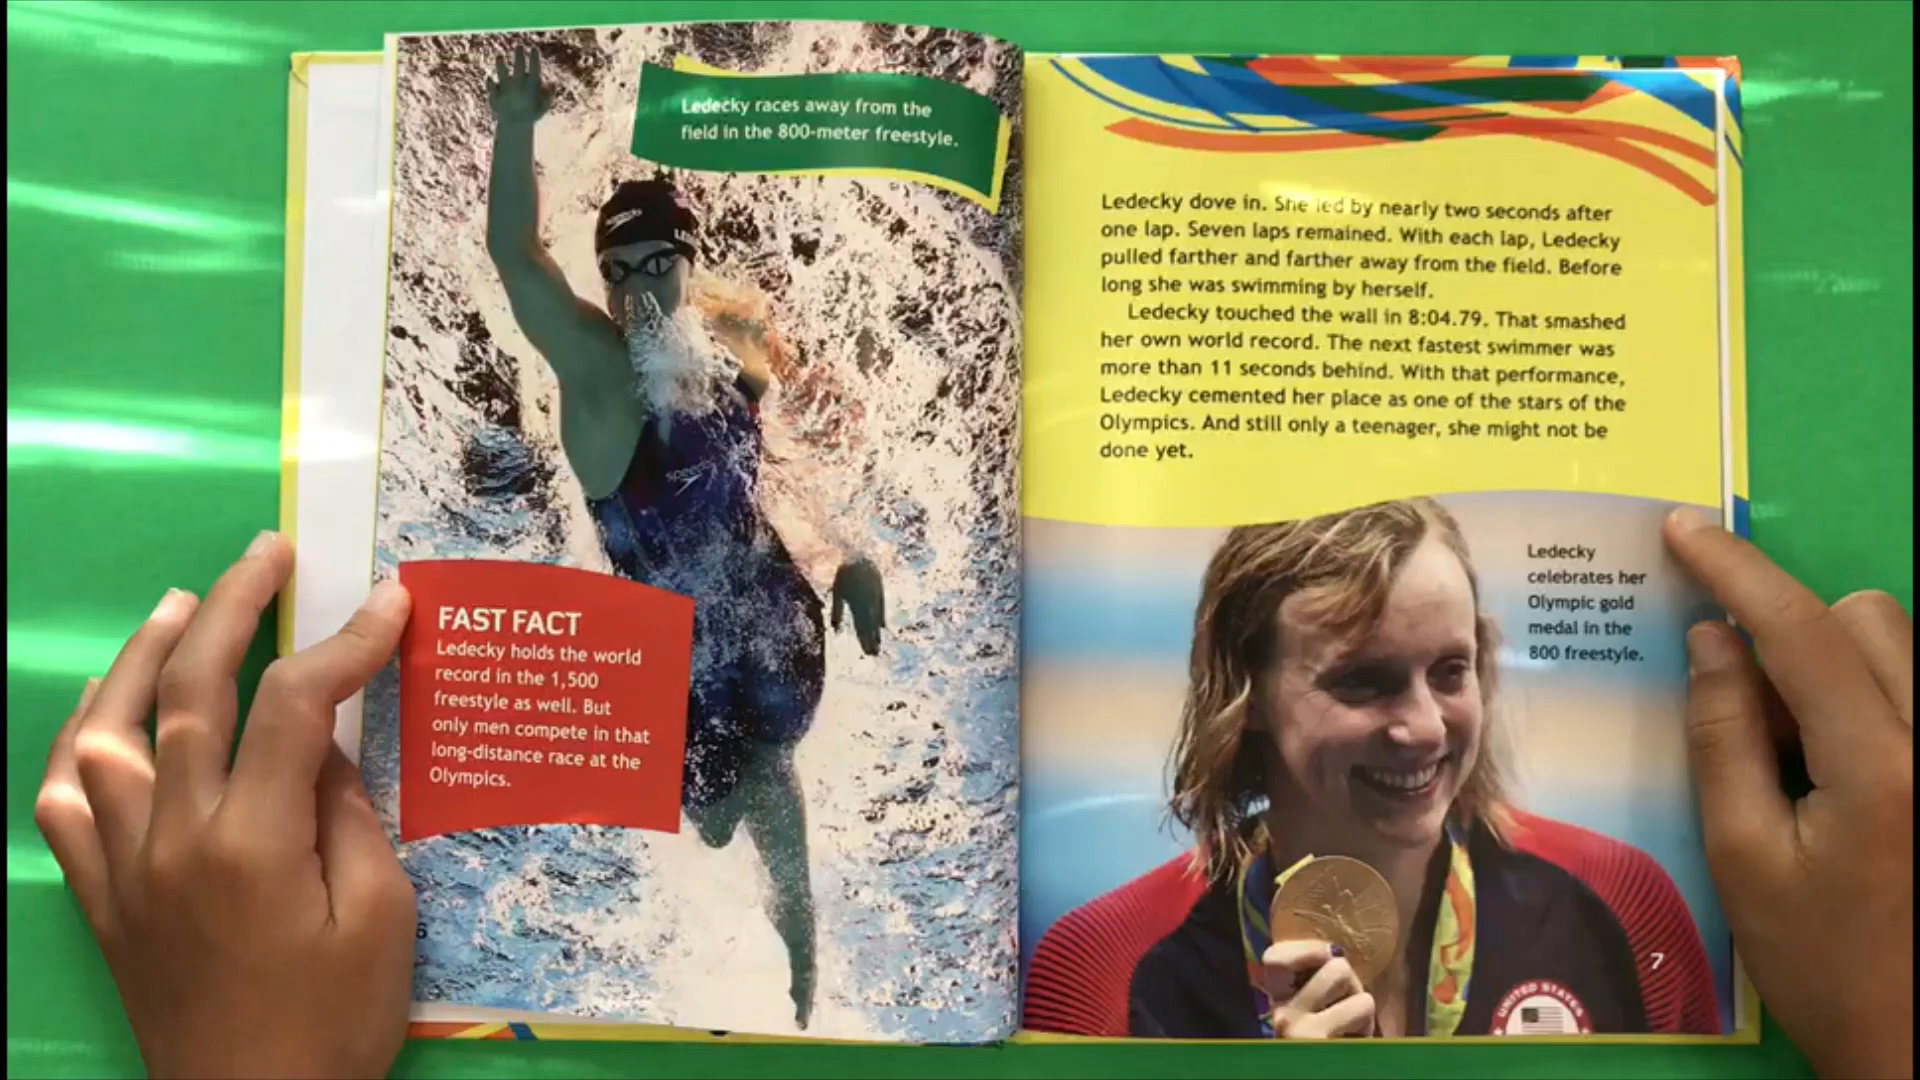 Ledecky races away from the
field in the 800-meter freestyle.
speedo
speedo
FAST FACT
Ledecky holds the world
record in the 1,500
freestyle as well. But
only men compete in that
long-distance race at the
Olympics.
6
Ledecky dove in. She led by nearly two seconds after
one lap. Seven laps remained. With each lap, Ledecky
pulled farther and farther away from the field. Before
long she was swimming by herself.
Ledecky touched the wall in 8:04.79. That smashed
her own world record. The next fastest swimmer was
more than 11 seconds behind. With that performance,
Ledecky cemented her place as one of the stars of the
Olympics. And still only a teenager, she might not be
done yet.
Ledecky
celebrates her
Olympic gold
medal in the
800 freestyle.
7
UNITED STATES